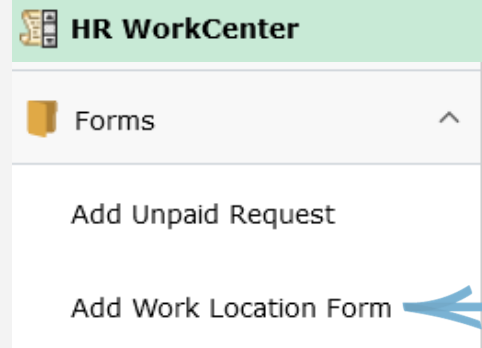 HR WorkCenter
Forms
Add Unpaid Request
Add Work Location Form